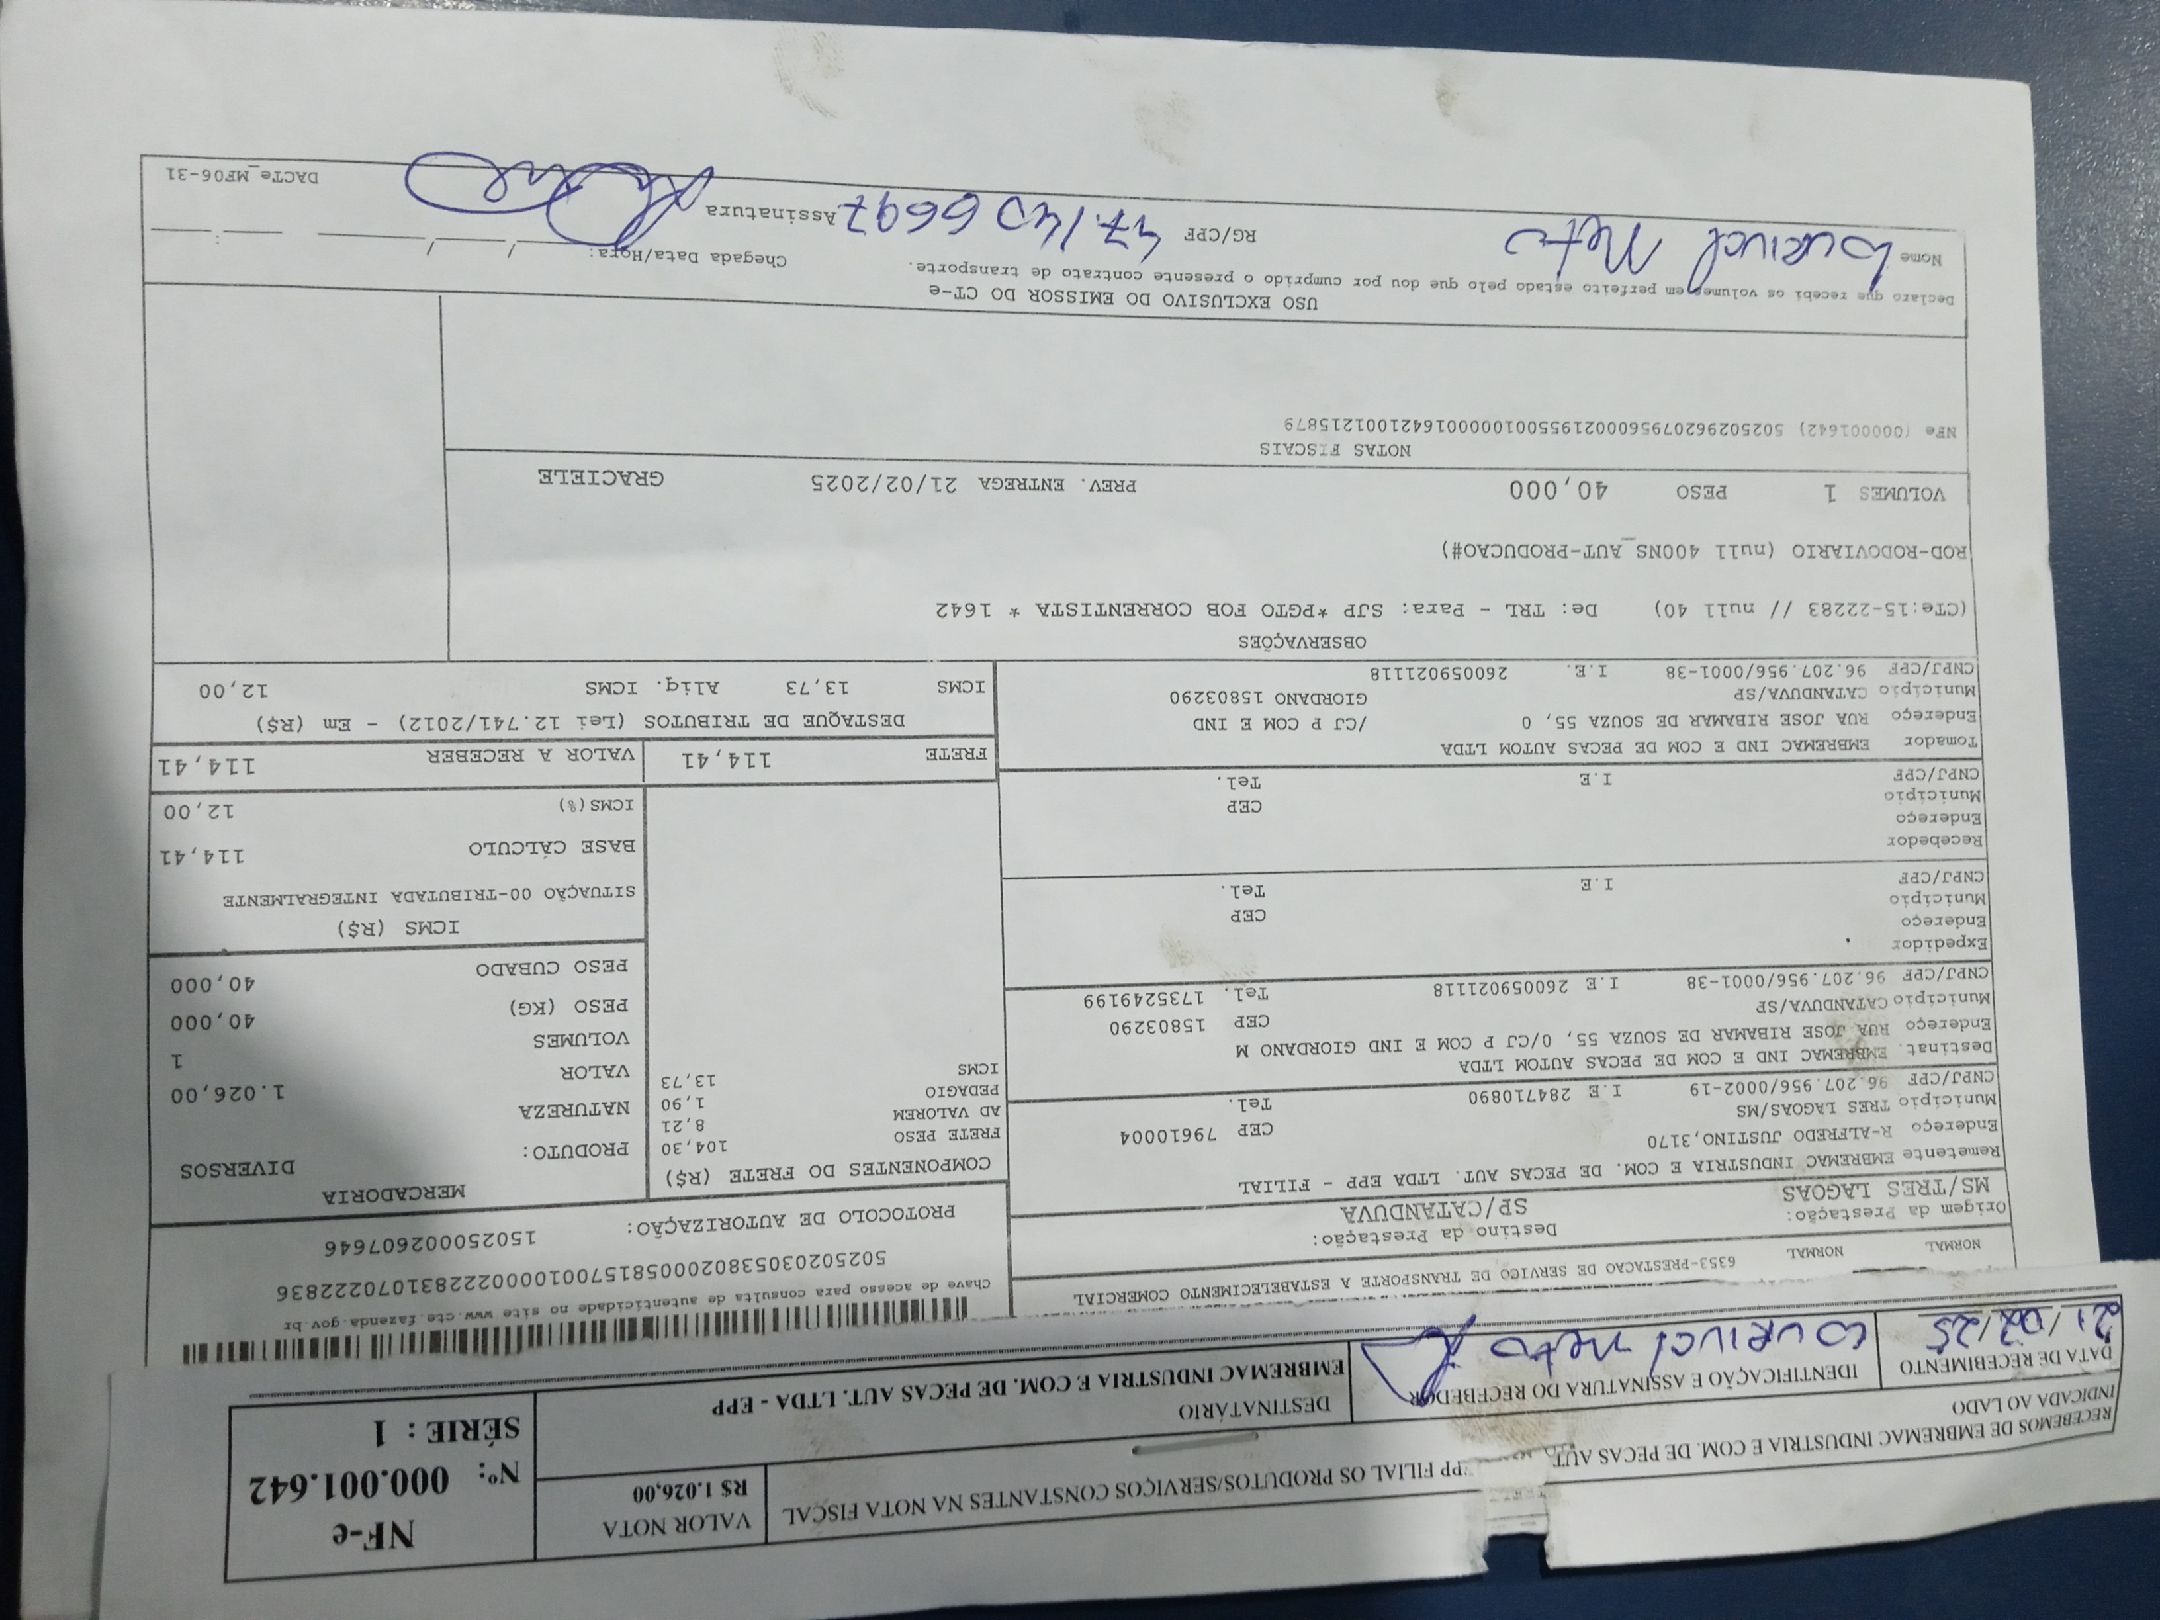 RECEBEMOS DE EMBREMAC INDUSTRIA E COM. DE PECAS AUT. PP FILIAL OS PRODUTOS/SERVIÇOS CONSTANTES NA NOTA FISCAL
INDICADA AO LADO
VALOR NOTA
R$ 1.026,00
NF-e
Nº: 000.001.642
SÉRIE : 1
DATA DE RECEBIMENTO
21/02/25
IDENTIFICAÇÃO E ASSINATURA DO RECEBEDOR
Lourival Neto
DESTINATÁRIO
EMBREMAC INDUSTRIA E COM. DE PECAS AUT. LTDA - EPP
NORMAL NORMAL 6353-PRESTACAO DE SERVICO DE TRANSPORTE A ESTABELECIMENTO COMERCIAL
Chave de acesso para consulta de autenticidade no site www.cte.fazenda.gov.br
PROTOCOLO DE AUTORIZAÇÃO: 150250002607646
Origem da Prestação: Destino da Prestação:
MS/TRES LAGOAS SP/CATANDUVA
Remetente EMBREMAC INDUSTRIA E COM. DE PECAS AUT. LTDA EPP - FILIAL
Endereço R-ALFREDO JUSTINO,3170
Município TRES LAGOAS/MS CEP 79610004
CNPJ/CPF 96.207.956/0002-19 I.E 284710890 Tel.
Destinat. EMBREMAC IND E COM DE PECAS AUTOM LTDA
Endereço RUA JOSE RIBAMAR DE SOUZA 55, 0/CJ P COM E IND GIORDANO M
Município CATANDUVA/SP CEP 15803290
CNPJ/CPF 96.207.956/0001-38 I.E 260059021118 Tel. 1735249199
Expedidor
Endereço
Município CEP
CNPJ/CPF I.E Tel.
Recebedor
Endereço
Município CEP
CNPJ/CPF I.E Tel.
Tomador EMBREMAC IND E COM DE PECAS AUTOM LTDA
Endereço RUA JOSE RIBAMAR DE SOUZA 55, 0 /CJ P COM E IND
Município CATANDUVA/SP GIORDANO 15803290
CNPJ/CPF 96.207.956/0001-38 I.E. 260059021118
COMPONENTES DO FRETE (R$)
FRETE PESO 104,30
AD VALOREM 8,21
PEDAGIO 1,90
ICMS 13,73
MERCADORIA
PRODUTO: DIVERSOS
NATUREZA
VALOR 1.026,00
VOLUMES 1
PESO (KG) 40,000
PESO CUBADO 40,000
ICMS (R$)
SITUAÇÃO 00-TRIBUTADA INTEGRALMENTE
BASE CÁLCULO 114,41
ICMS(%) 12,00
FRETE 114,41 VALOR A RECEBER 114,41
DESTAQUE DE TRIBUTOS (Lei 12.741/2012) - Em (R$)
ICMS 13,73 Aliq. ICMS 12,00
OBSERVAÇÕES
(CTe:15-22283 // null 40) De: TRL - Para: SJP *PGTO FOB CORRENTISTA * 1642
ROD-RODOVIARIO (null 400NS_AUT-PRODUCAO#)
VOLUMES 1 PESO 40,000 PREV. ENTREGA 21/02/2025 GRACIELE
NOTAS FISCAIS
NFe (000001642) 50250296207956000219550010000016421001215879
USO EXCLUSIVO DO EMISSOR DO CT-e
Declaro que recebi os volumes em perfeito estado pelo que dou por cumprido o presente contrato de transporte.
Chegada Data/Hora: __/__/__ __:__
Nome Lourival Neto RG/CPF 47.140 6697 Assinatura
DACTe_MF06-31